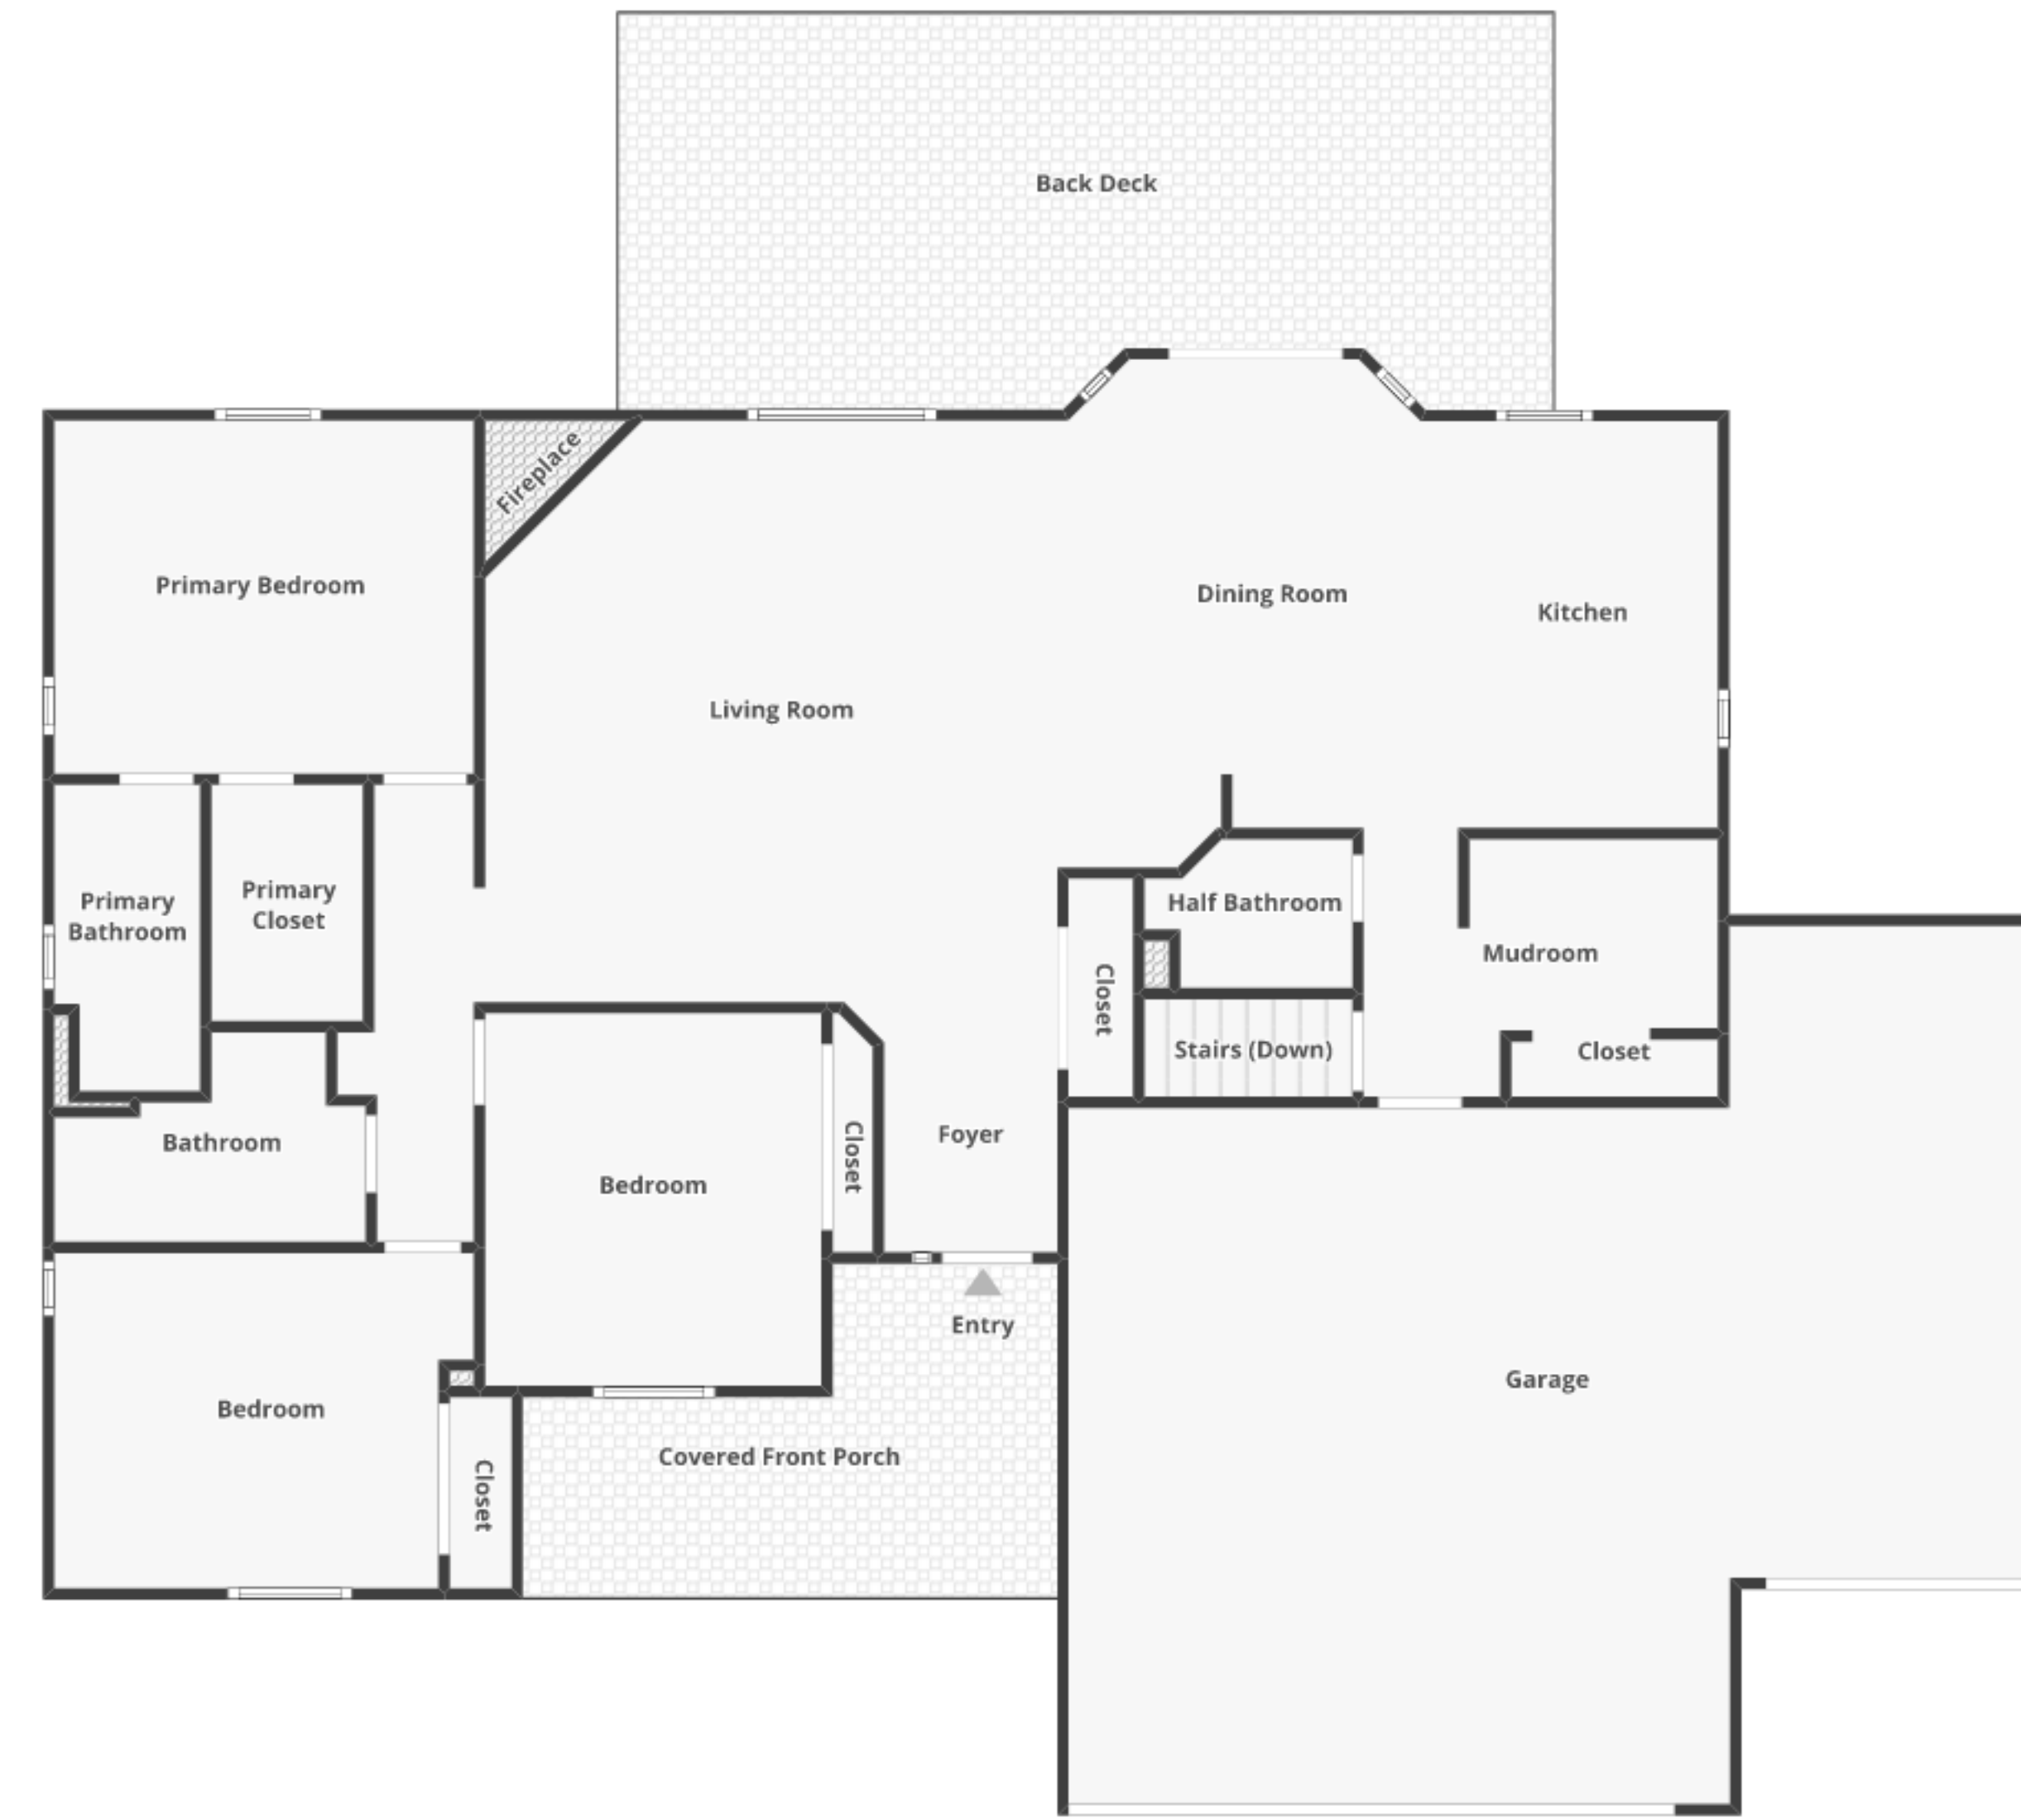 Back Deck
Fireplace
Primary Bedroom
Dining Room
Kitchen
Living Room
Primary
Bathroom
Primary
Closet
Half Bathroom
Mudroom
Closet
Stairs (Down)
Closet
Bathroom
Foyer
Closet
Bedroom
Entry
Garage
Bedroom
Covered Front Porch
Closet